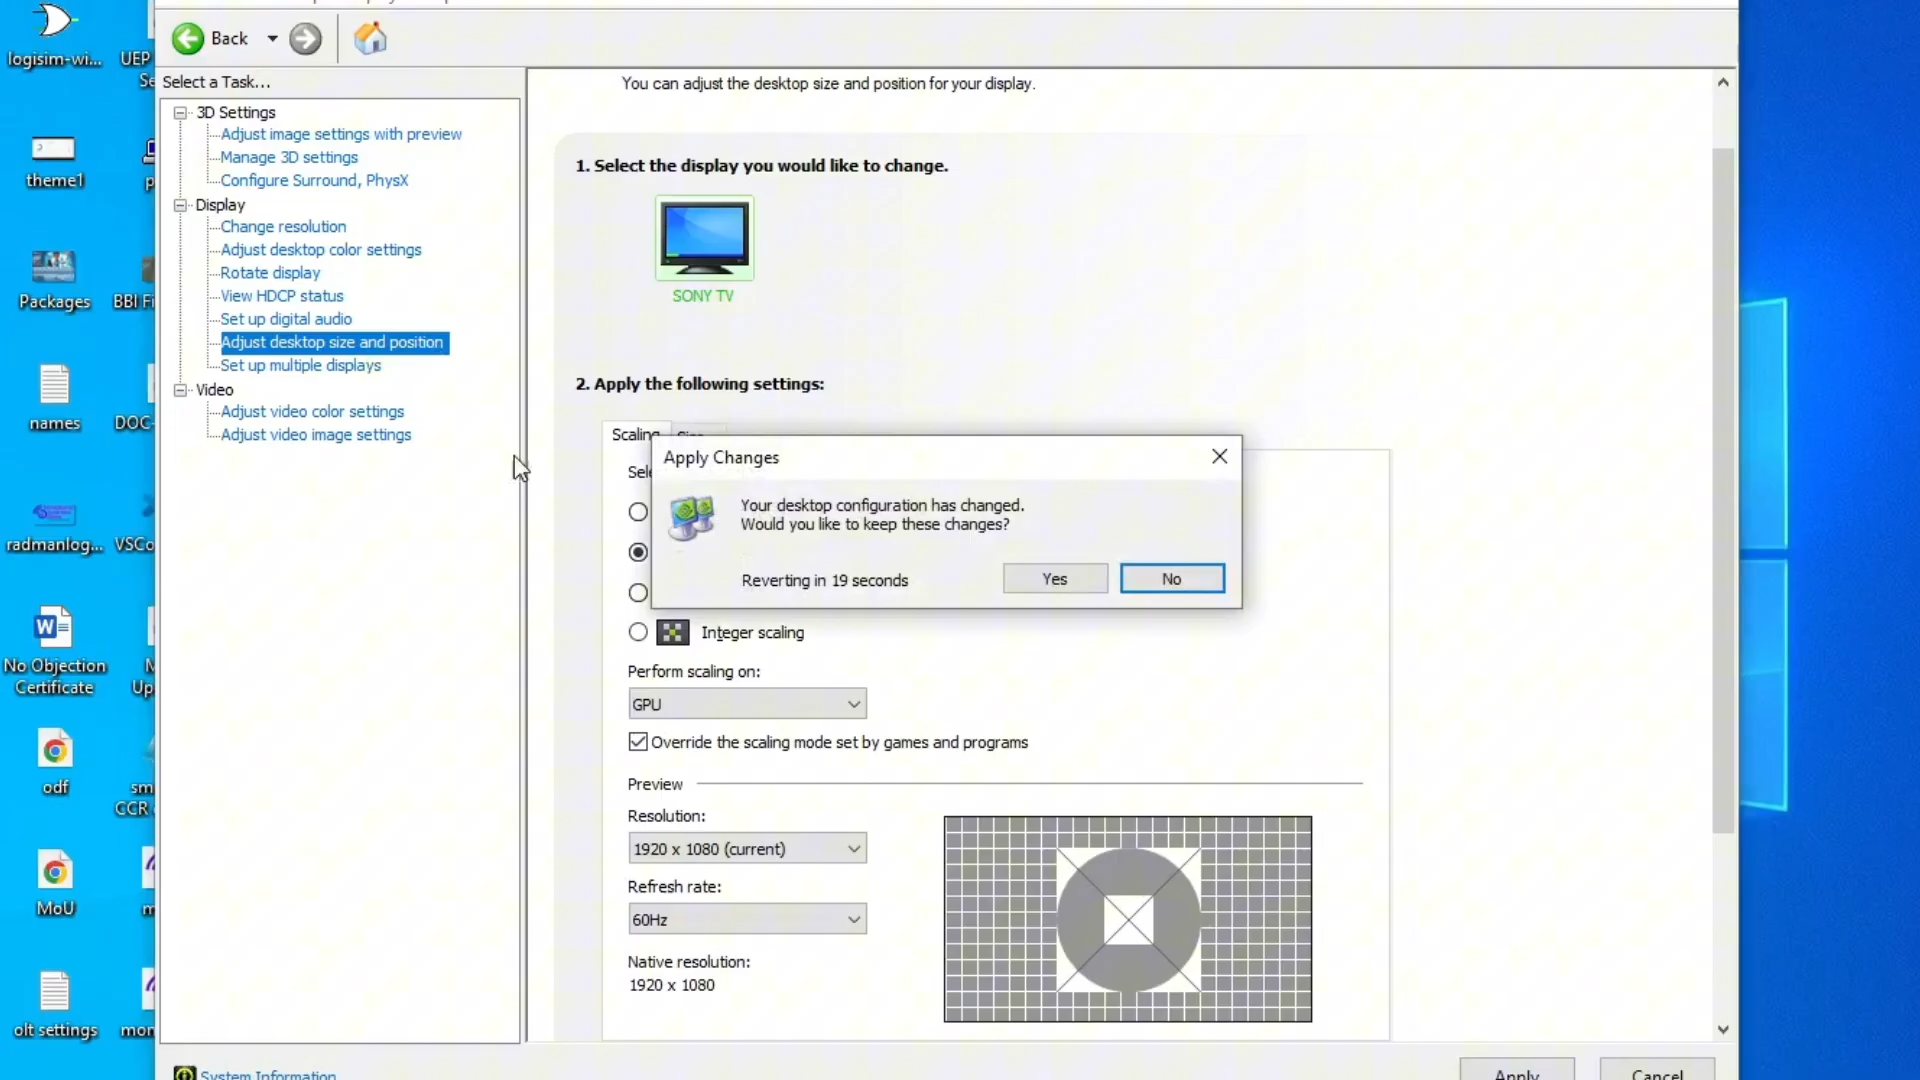 Back
Select a Task...
3D Settings
Adjust image settings with preview
Manage 3D settings
Configure Surround, PhysX
Display
Change resolution
Adjust desktop color settings
Rotate display
View HDCP status
Set up digital audio
Adjust desktop size and position
Set up multiple displays
Video
Adjust video color settings
Adjust video image settings
System Information
You can adjust the desktop size and position for your display.
1. Select the display you would like to change.
SONY TV
2. Apply the following settings:
Scaling
Apply Changes
Your desktop configuration has changed.
Would you like to keep these changes?
Reverting in 19 seconds
Yes
No
Integer scaling
Perform scaling on:
GPU
Override the scaling mode set by games and programs
Preview
Resolution:
1920 x 1080 (current)
Refresh rate:
60Hz
Native resolution:
1920 x 1080
Apply
Cancel
logisim-wi...
UEP
theme1
Packages
BBI Fi
names
DOC-
radmanlog...
VSCo
No Objection
Certificate
Up
odf
sm
CCR
MoU
olt settings
mon